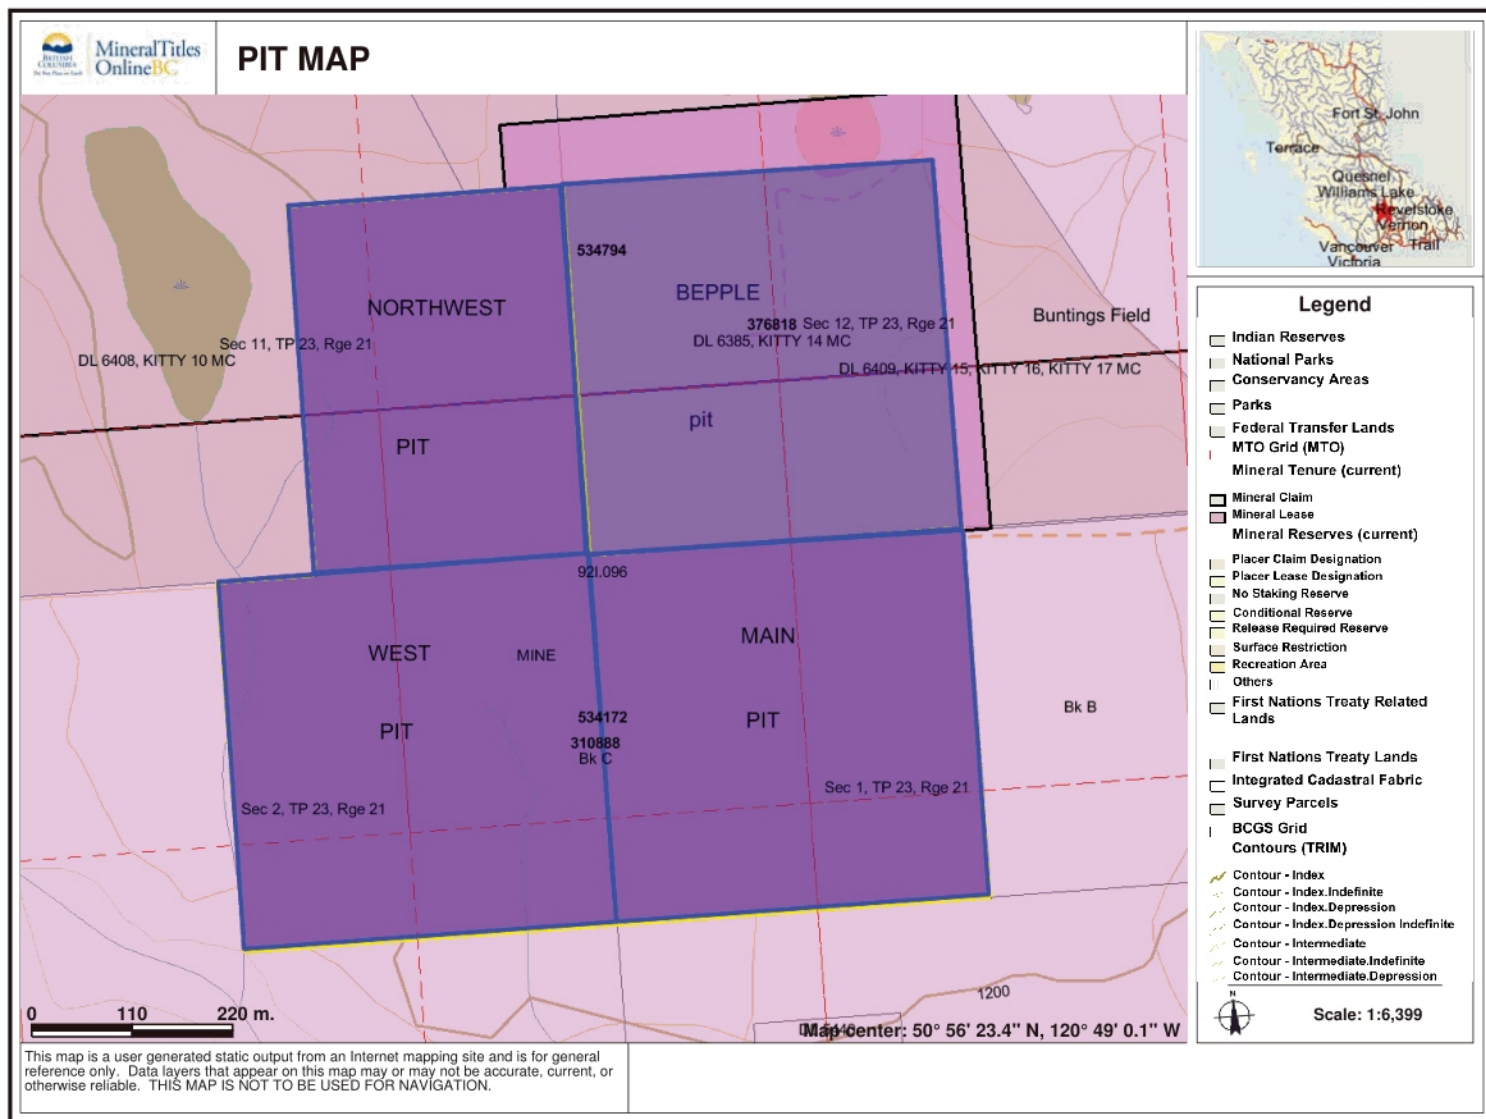 BRITISH
COLUMBIA
The Best Place on Earth
MineralTitles
OnlineBC
PIT MAP
Fort St. John
Terrace
Quesnel
Williams Lake
Revelstoke
Vernon
Vancouver
Trail
Victoria
534794
NORTHWEST
BEPPLE
376818 Sec 12, TP 23, Rge 21
Buntings Field
Sec 11, TP 23, Rge 21
DL 6385, KITTY 14 MC
DL 6408, KITTY 10 MC
DL 6409, KITTY 15, KITTY 16, KITTY 17 MC
pit
PIT
92I.096
MAIN
WEST
MINE
Bk B
534172
PIT
PIT
310888
Bk C
Sec 1, TP 23, Rge 21
Sec 2, TP 23, Rge 21
1200
0 110 220 m.
Map center: 50° 56' 23.4" N, 120° 49' 0.1" W
Legend
Indian Reserves
National Parks
Conservancy Areas
Parks
Federal Transfer Lands
MTO Grid (MTO)
Mineral Tenure (current)
Mineral Claim
Mineral Lease
Mineral Reserves (current)
Placer Claim Designation
Placer Lease Designation
No Staking Reserve
Conditional Reserve
Release Required Reserve
Surface Restriction
Recreation Area
Others
First Nations Treaty Related
Lands
First Nations Treaty Lands
Integrated Cadastral Fabric
Survey Parcels
BCGS Grid
Contours (TRIM)
Contour - Index
Contour - Index.Indefinite
Contour - Index.Depression
Contour - Index.Depression Indefinite
Contour - Intermediate
Contour - Intermediate.Indefinite
Contour - Intermediate.Depression
N
Scale: 1:6,399
This map is a user generated static output from an Internet mapping site and is for general
reference only. Data layers that appear on this map may or may not be accurate, current, or
otherwise reliable. THIS MAP IS NOT TO BE USED FOR NAVIGATION.